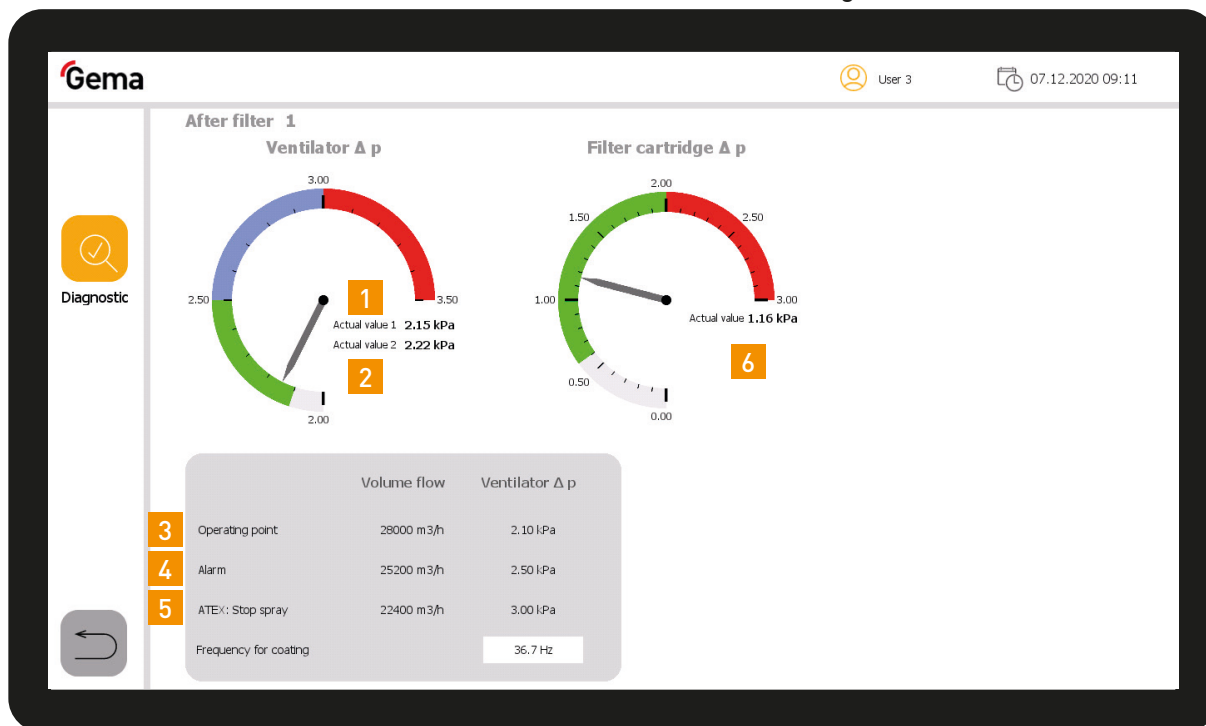 Gema
User 3
07.12.2020 09:11
Diagnostic
After filter 1
Ventilator Δ p
3.00
2.50
3.50
2.00
1
Actual value 1 2.15 kPa
Actual value 2 2.22 kPa
2
Filter cartridge Δ p
2.00
1.50
2.50
1.00
3.00
0.50
0.00
Actual value 1.16 kPa
6
Volume flow Ventilator Δ p
3 Operating point 28000 m3/h 2.10 kPa
4 Alarm 25200 m3/h 2.50 kPa
5 ATEX: Stop spray 22400 m3/h 3.00 kPa
Frequency for coating 36.7 Hz